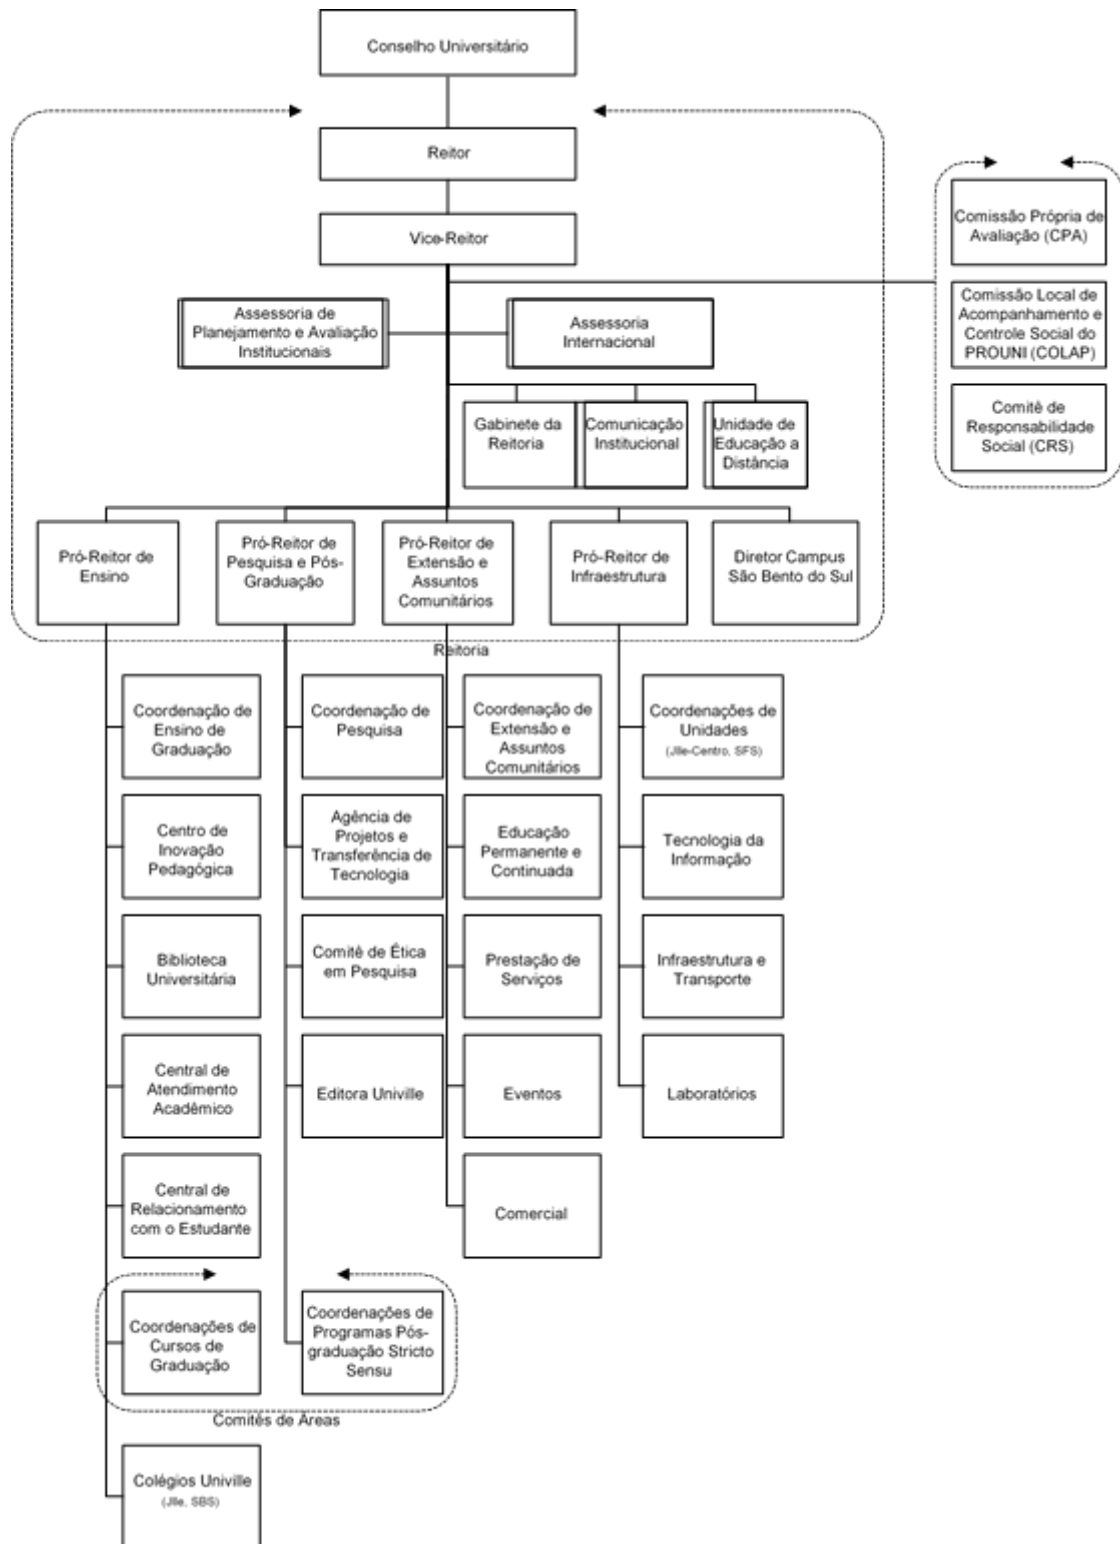 Conselho Universitário
Reitor
Vice-Reitor
Comissão Própria de
Avaliação (CPA)
Assessoria de
Planejamento e Avaliação
Institucionais
Assessoria
Internacional
Comissão Local de
Acompanhamento e
Controle Social do
PROUNI (COLAP)
Gabinete da
Reitoria
Comunicação
Institucional
Unidade de
Educação a
Distância
Comitê de
Responsabilidade
Social (CRS)
Pró-Reitor de
Ensino
Pró-Reitor de
Pesquisa e Pós-
Graduação
Pró-Reitor de
Extensão e
Assuntos
Comunitários
Pró-Reitor de
Infraestrutura
Diretor Campus
São Bento do Sul
Reitoria
Coordenação de
Ensino de
Graduação
Coordenação de
Pesquisa
Coordenação de
Extensão e
Assuntos
Comunitários
Coordenações de
Unidades
(Jlle-Centro, SFS)
Centro de
Inovação
Pedagógica
Agência de
Projetos e
Transferência de
Tecnologia
Educação
Permanente e
Continuada
Tecnologia da
Informação
Biblioteca
Universitária
Comitê de Ética
em Pesquisa
Prestação de
Serviços
Infraestrutura e
Transporte
Central de
Atendimento
Acadêmico
Editora Univille
Eventos
Laboratórios
Central de
Relacionamento
com o Estudante
Comercial
Coordenações de
Cursos de
Graduação
Coordenações de
Programas Pós-
graduação Stricto
Sensu
Comitês de Áreas
Colégios Univille
(Jlle, SBS)